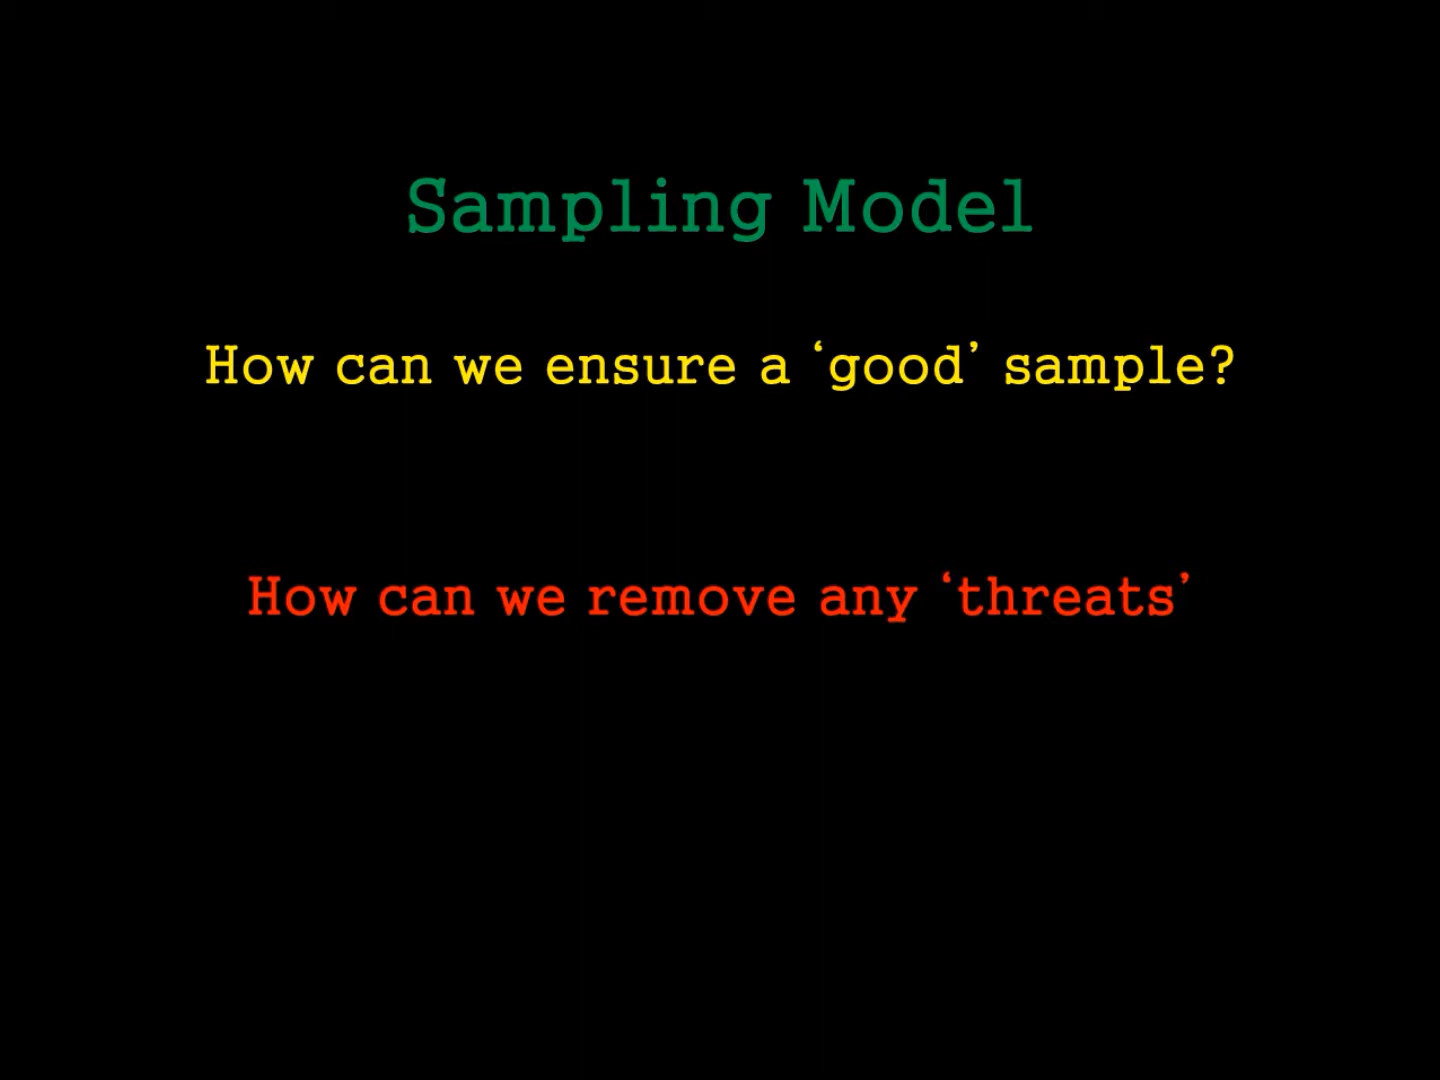 Sampling Model
How can we ensure a ‘good’ sample?
How can we remove any ‘threats’